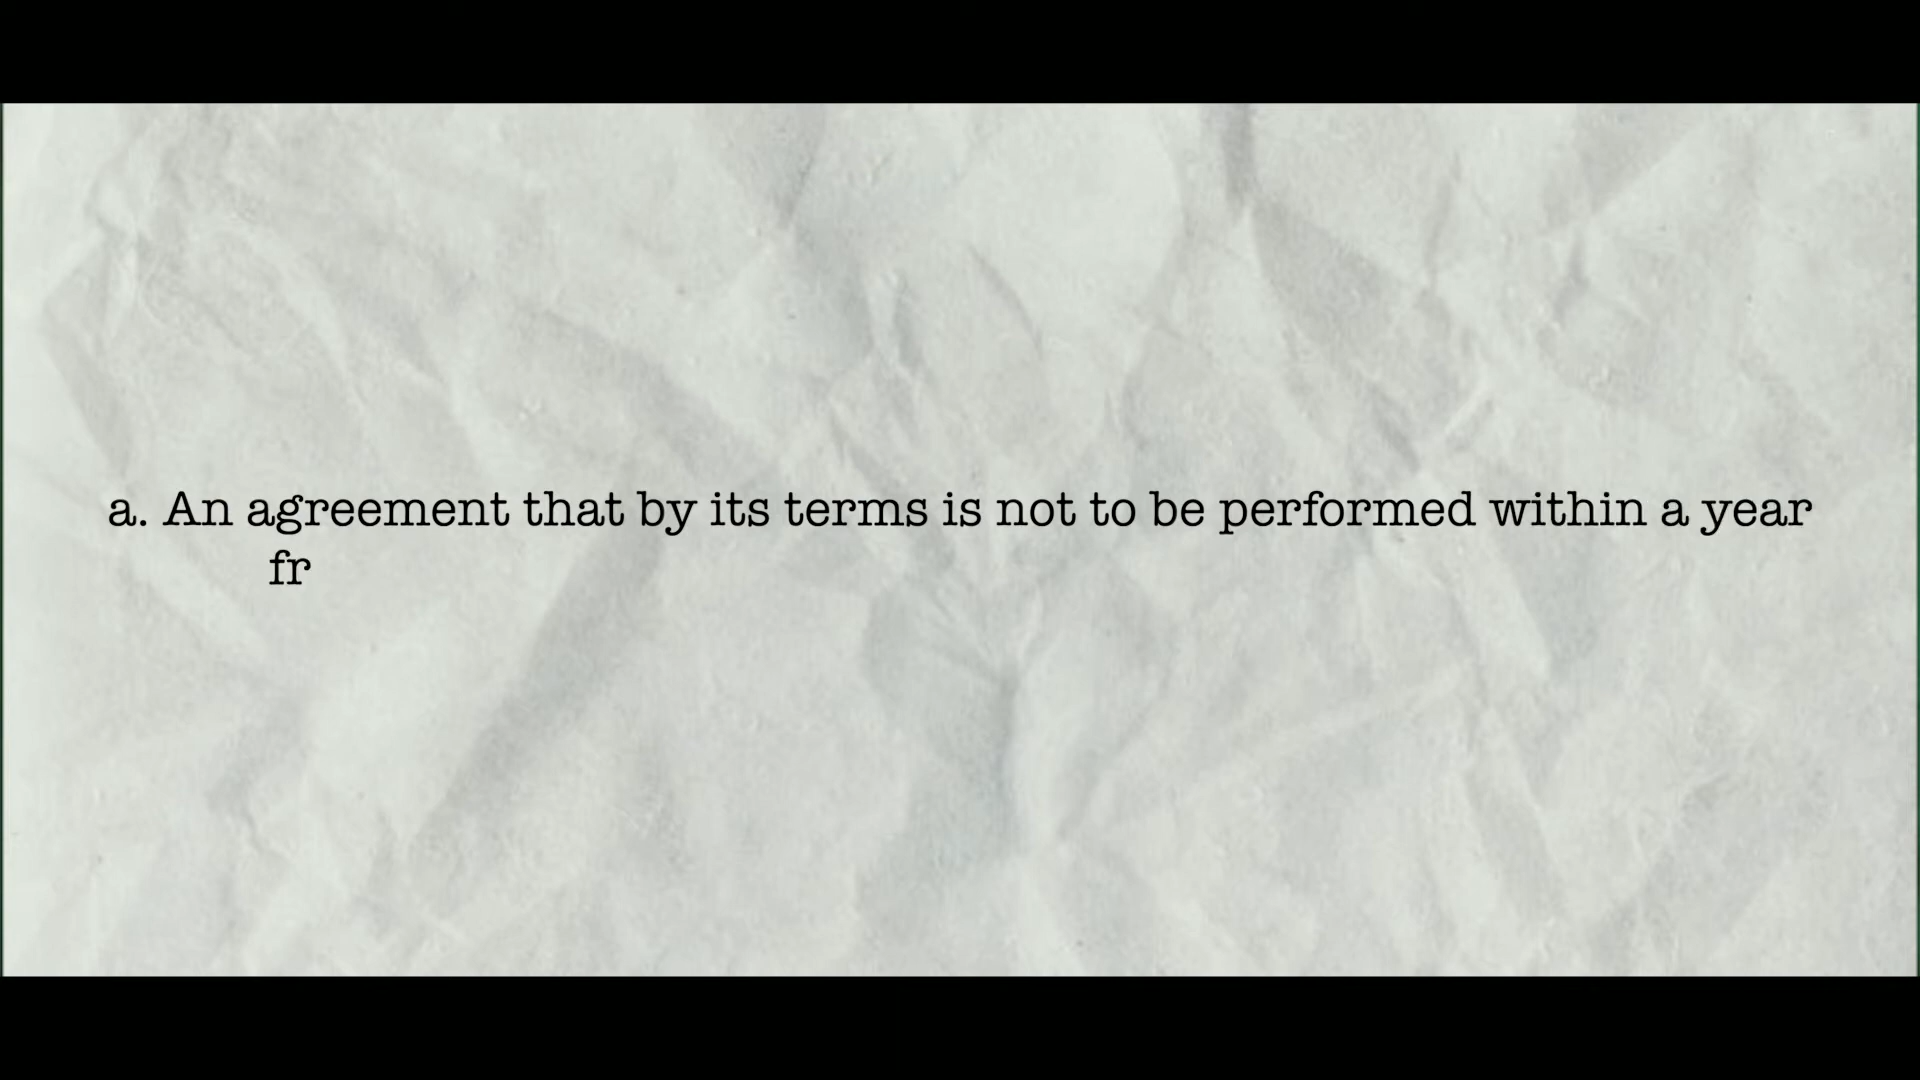 a. An agreement that by its terms is not to be performed within a year
fr